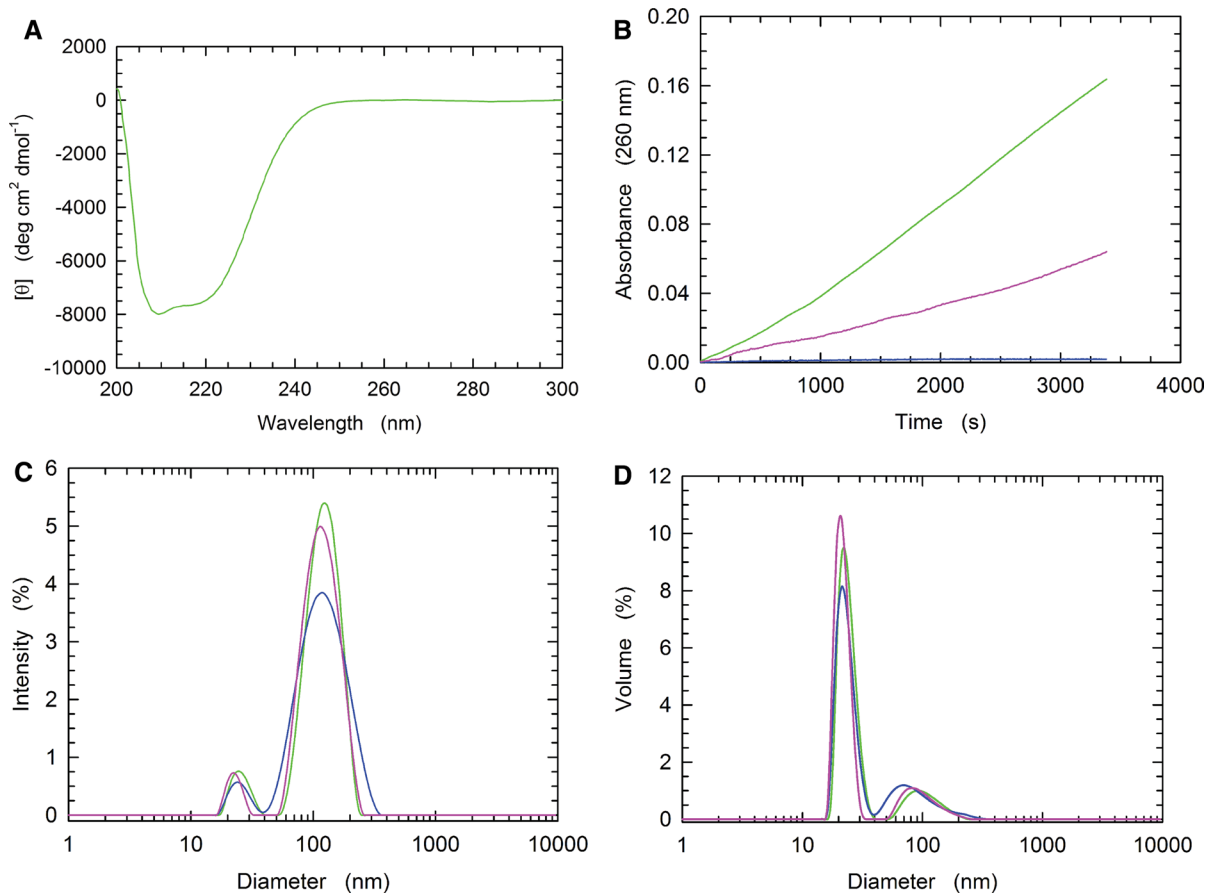 A
2000
0
-2000
-4000
-6000
-8000
-10000
[θ] (deg cm² dmol⁻¹)
200 220 240 260 280 300
Wavelength (nm)
B
0.20
0.16
0.12
0.08
0.04
0.00
Absorbance (260 nm)
0 1000 2000 3000 4000
Time (s)
C
6
5
4
3
2
1
0
Intensity (%)
1 10 100 1000 10000
Diameter (nm)
D
12
10
8
6
4
2
0
Volume (%)
1 10 100 1000 10000
Diameter (nm)